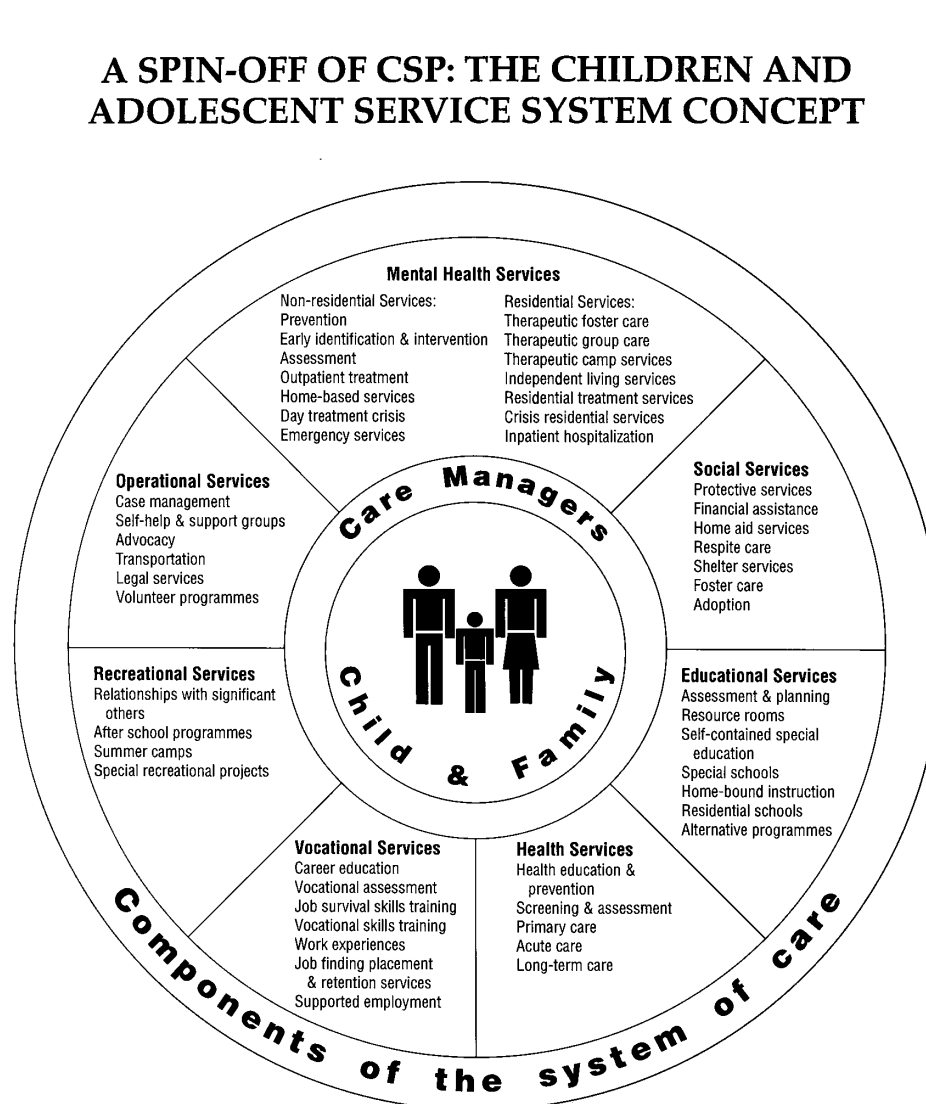 A SPIN-OFF OF CSP: THE CHILDREN AND
ADOLESCENT SERVICE SYSTEM CONCEPT
Mental Health Services
Non-residential Services:
Prevention
Early identification & intervention
Assessment
Outpatient treatment
Home-based services
Day treatment crisis
Emergency services
Residential Services:
Therapeutic foster care
Therapeutic group care
Therapeutic camp services
Independent living services
Residential treatment services
Crisis residential services
Inpatient hospitalization
Social Services
Protective services
Financial assistance
Home aid services
Respite care
Shelter services
Foster care
Adoption
Educational Services
Assessment & planning
Resource rooms
Self-contained special
education
Special schools
Home-bound instruction
Residential schools
Alternative programmes
Health Services
Health education &
prevention
Screening & assessment
Primary care
Acute care
Long-term care
Vocational Services
Career education
Vocational assessment
Job survival skills training
Vocational skills training
Work experiences
Job finding placement
& retention services
Supported employment
Recreational Services
Relationships with significant
others
After school programmes
Summer camps
Special recreational projects
Operational Services
Case management
Self-help & support groups
Advocacy
Transportation
Legal services
Volunteer programmes
Care Managers
Child & Family
Components of the system of care